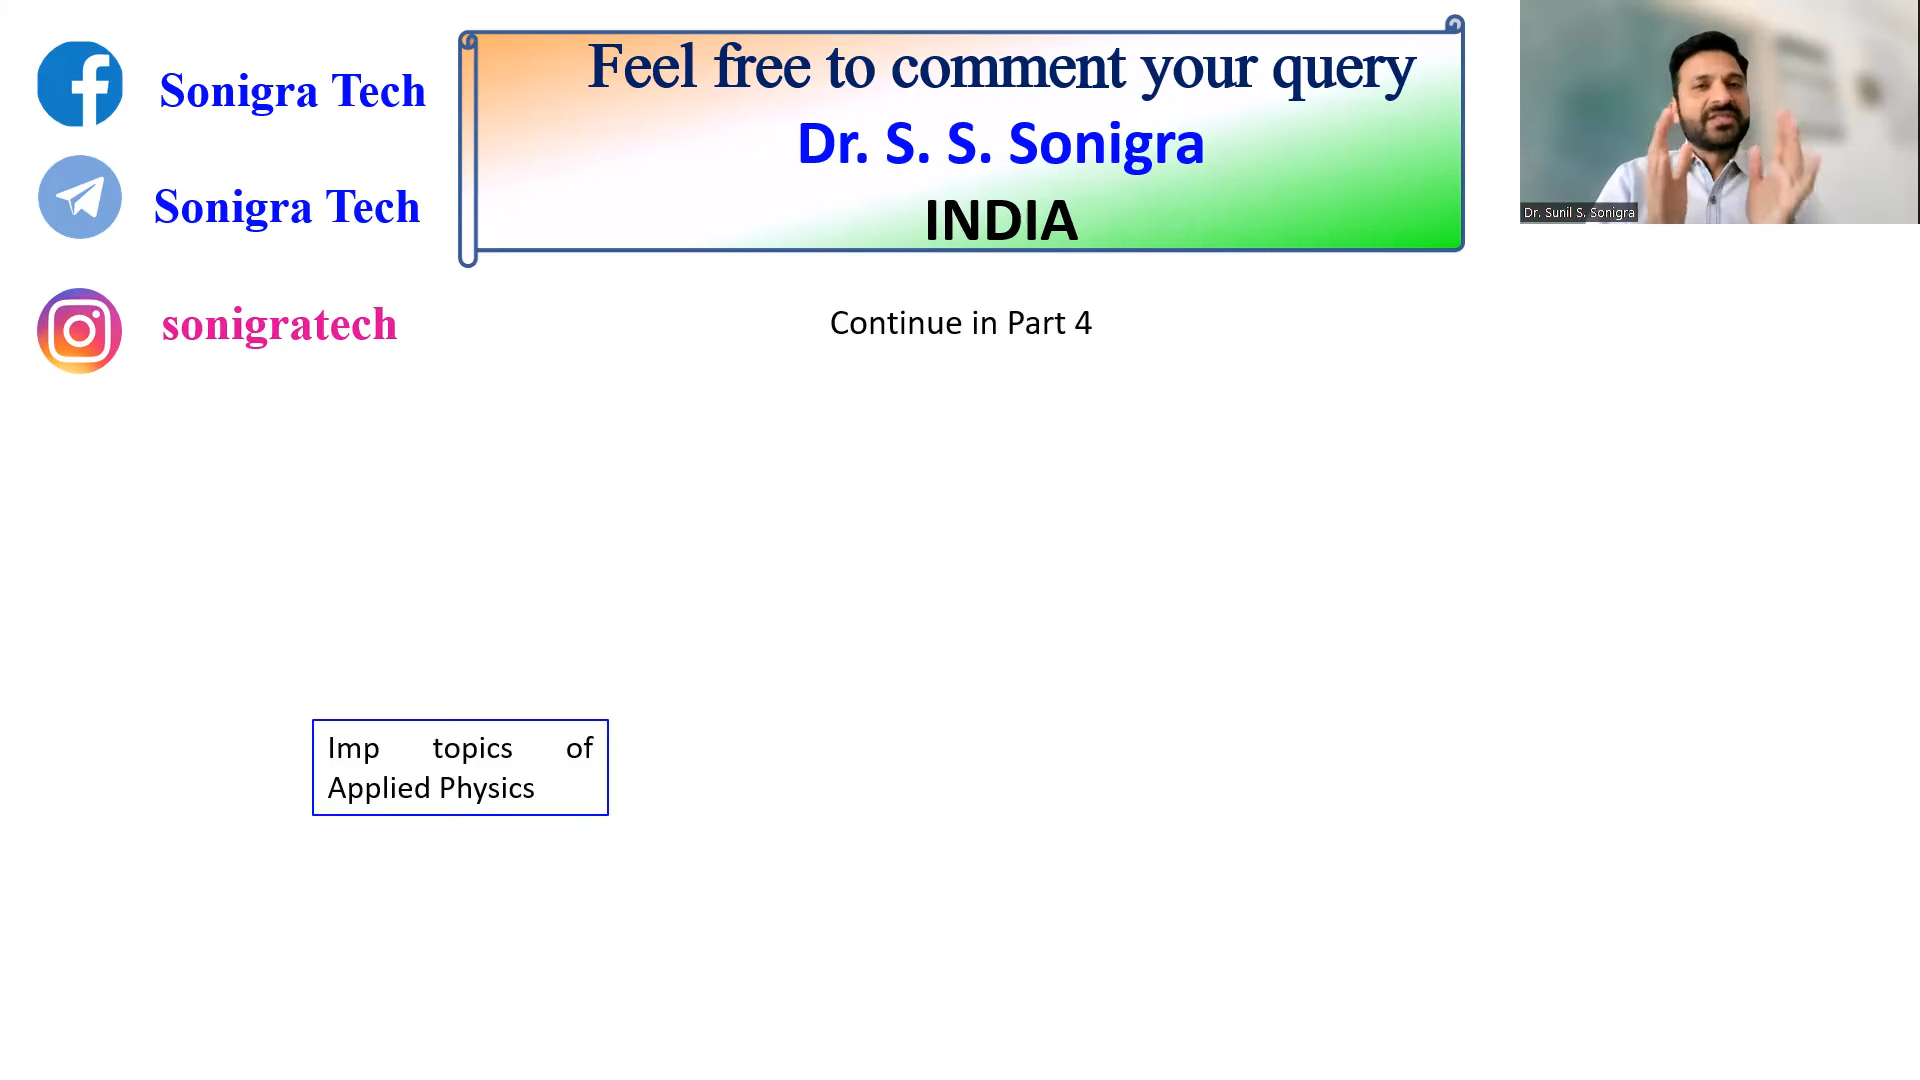 Sonigra Tech
Sonigra Tech
sonigratech
Feel free to comment your query
Dr. S. S. Sonigra
INDIA
Continue in Part 4
Dr. Sunil S. Sonigra
Imp topics of
Applied Physics